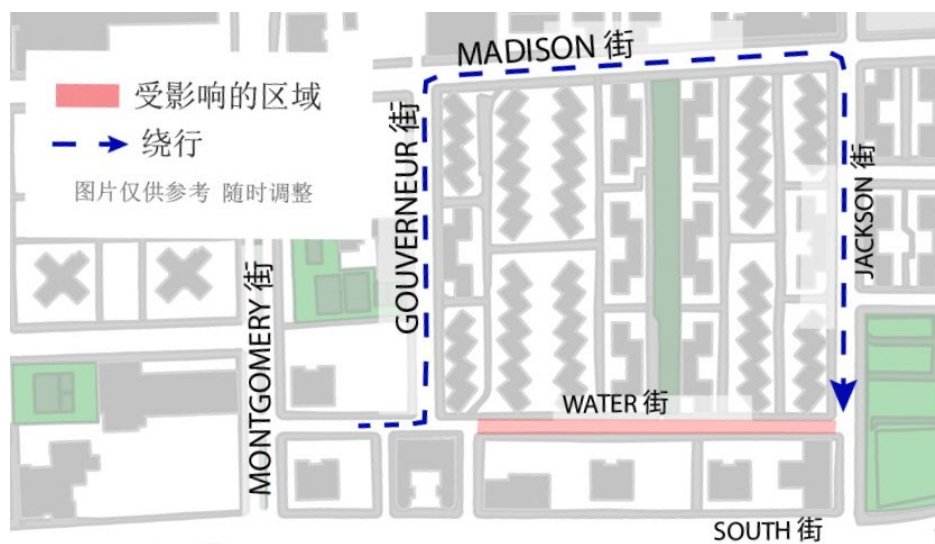 MADISON 街
受影响的区域
绕行
图片仅供参考 随时调整
GOUVERNEUR 街
JACKSON 街
MONTGOMERY 街
WATER 街
SOUTH 街